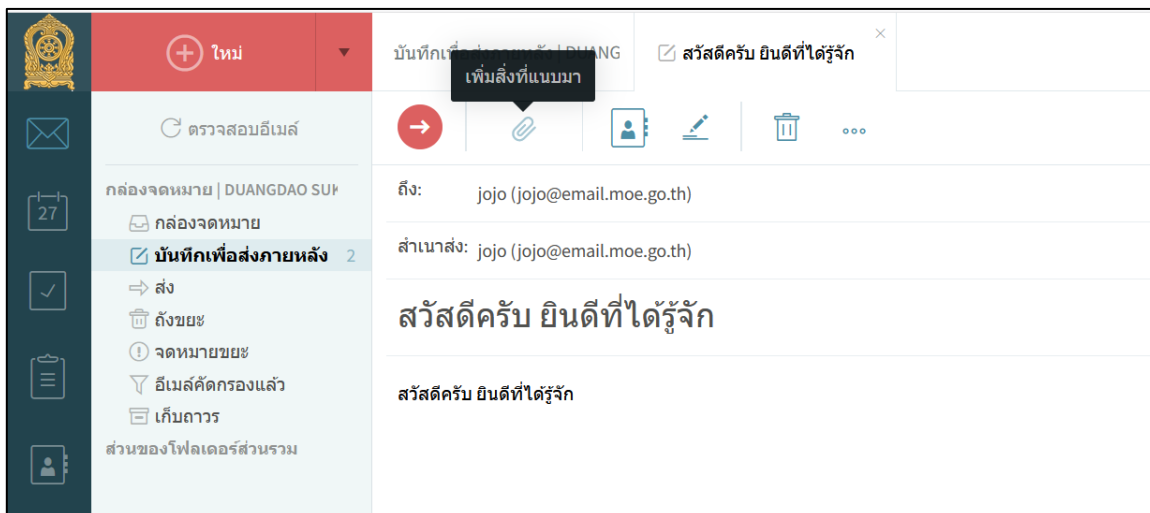 ใหม่
บันทึกเพื่อส่งภายหลัง | DUANG
สวัสดีครับ ยินดีที่ได้รู้จัก
เพิ่มสิ่งที่แนบมา
ตรวจสอบอีเมล์
27
กล่องจดหมาย | DUANGDAO SUK
กล่องจดหมาย
บันทึกเพื่อส่งภายหลัง 2
ส่ง
ถังขยะ
จดหมายขยะ
อีเมล์คัดกรองแล้ว
เก็บถาวร
ส่วนของโฟลเดอร์ส่วนรวม
ถึง: jojo (jojo@email.moe.go.th)
สำเนาส่ง: jojo (jojo@email.moe.go.th)
สวัสดีครับ ยินดีที่ได้รู้จัก
สวัสดีครับ ยินดีที่ได้รู้จัก